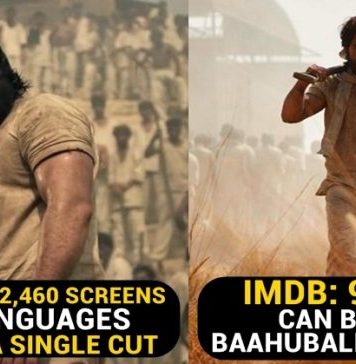 2,460 SCREENS
NGUAGES
A SINGLE CUT
IMDB: 9
CAN B
BAAHUBAL